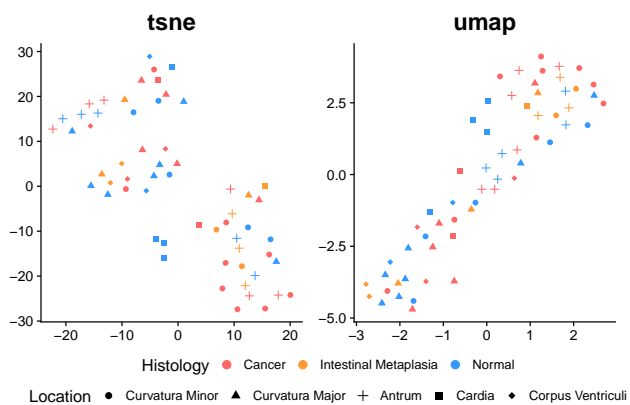 tsne umap
30
20
10
0
−10
−20
−30
−20 −10 0 10 20
2.5
0.0
−2.5
−5.0
−2 −1 0 1 2
Histology Cancer Intestinal Metaplasia Normal
Location Curvatura Minor Curvatura Major Antrum Cardia Corpus Ventriculi